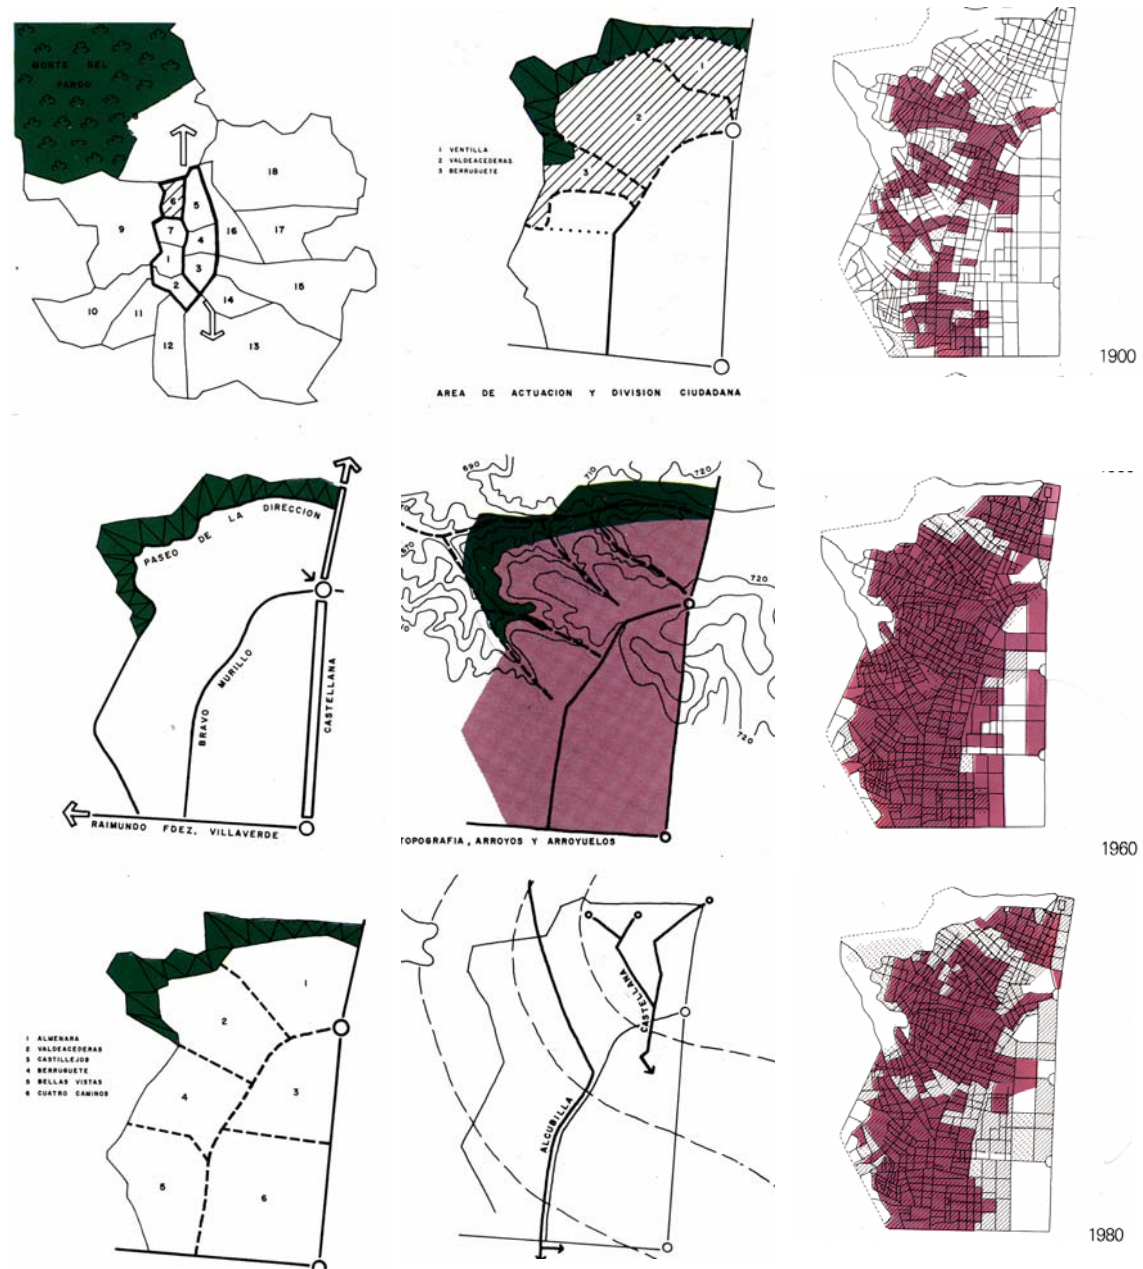 MONTE DEL
PARDO
18
6
5
9
7
4
16
17
1
3
2
15
10
11
14
12
13
1
2
1 VENTILLA
2 VALDEACEDERAS
3 BERRUGUETE
3
AREA DE ACTUACION Y DIVISION CIUDADANA
1900
PASEO DE LA DIRECCION
BRAVO MURILLO
CASTELLANA
RAIMUNDO FDEZ. VILLAVERDE
690
710
720
670
720
720
TOPOGRAFIA, ARROYOS Y ARROYUELOS
1960
1
2
3
4
5
6
1 ALMENARA
2 VALDEACEDERAS
3 CASTILLEJOS
4 BERRUGUETE
5 BELLAS VISTAS
6 CUATRO CAMINOS
CASTELLANA
ALCUBILLA
1980